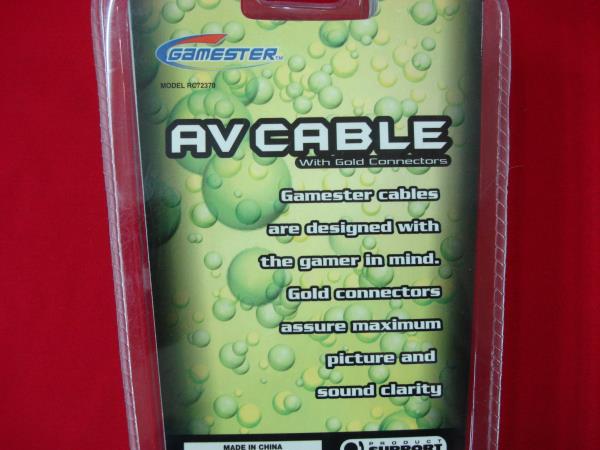 GAMESTER™
MODEL RC72370
AV CABLE
With Gold Connectors
Gamester cables
are designed with
the gamer in mind.
Gold connectors
assure maximum
picture and
sound clarity
MADE IN CHINA
PRODUCT
SUPPORT